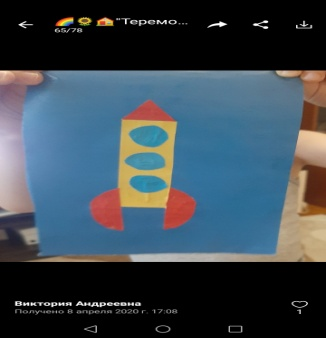 🌈🌻🏠"Теремо...
65/78
Виктория Андреевна
Получено 8 апреля 2020 г. 17:08
1